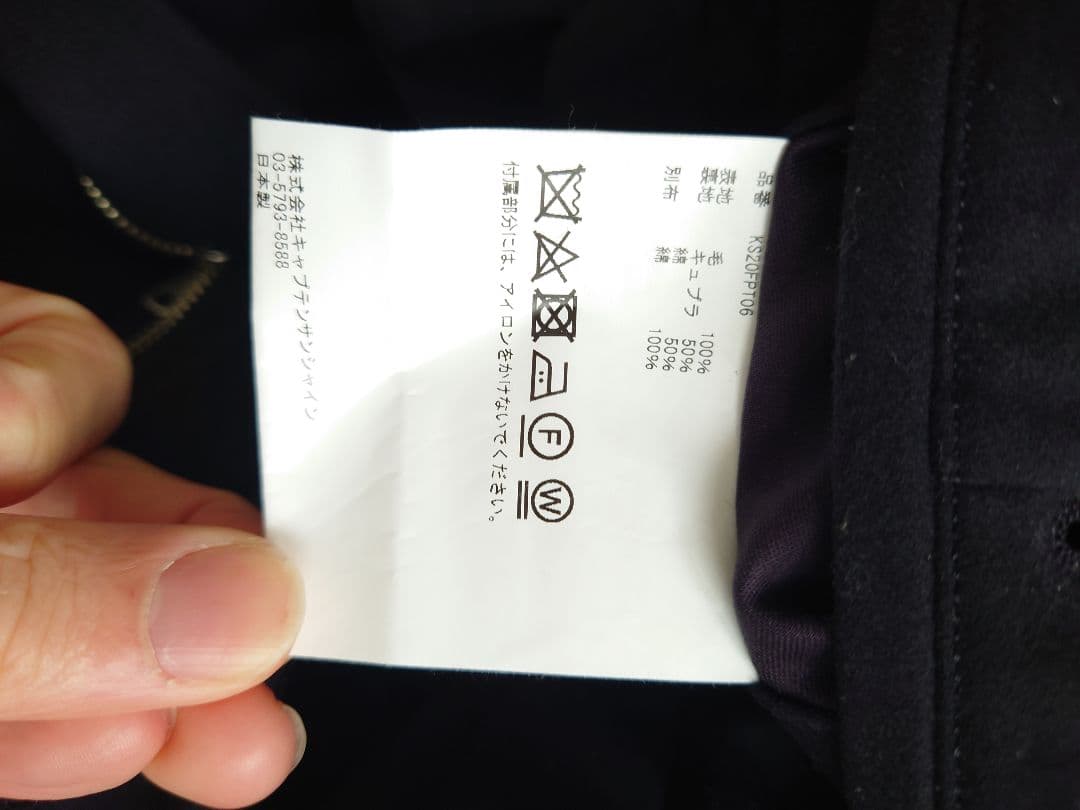 品番 KS20FPT06
表地 毛 100%
裏地 キュプラ 50%
綿 50%
別布 綿 100%
F
W
付属部分には、アイロンをかけないでください。
株式会社キャプテンサンシャイン
03-5793-8588
日本製